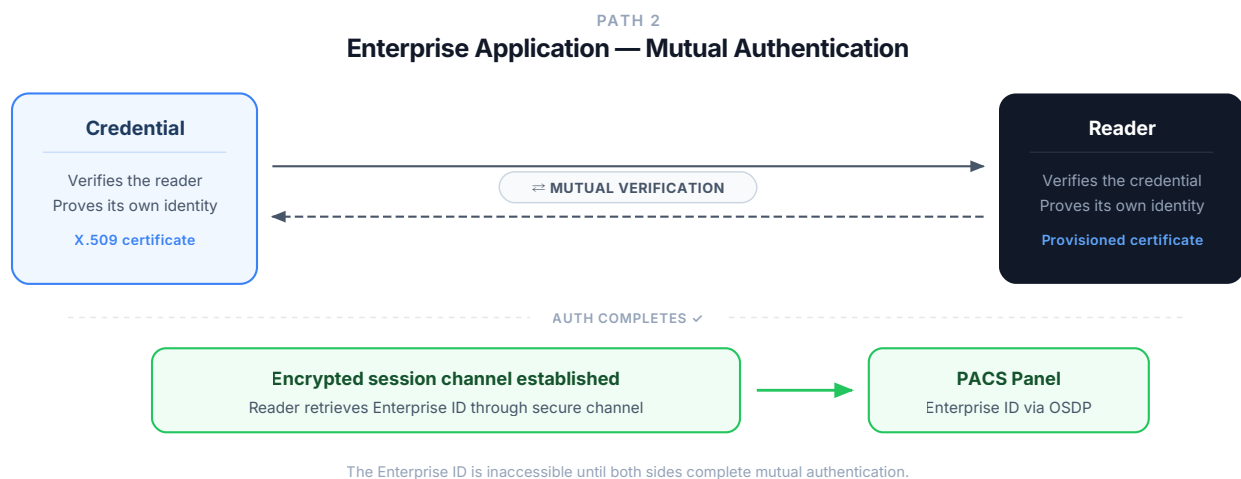 PATH 2
Enterprise Application — Mutual Authentication
Credential
Verifies the reader
Proves its own identity
X.509 certificate
⇄ MUTUAL VERIFICATION
Reader
Verifies the credential
Proves its own identity
Provisioned certificate
AUTH COMPLETES ✓
Encrypted session channel established
Reader retrieves Enterprise ID through secure channel
PACS Panel
Enterprise ID via OSDP
The Enterprise ID is inaccessible until both sides complete mutual authentication.